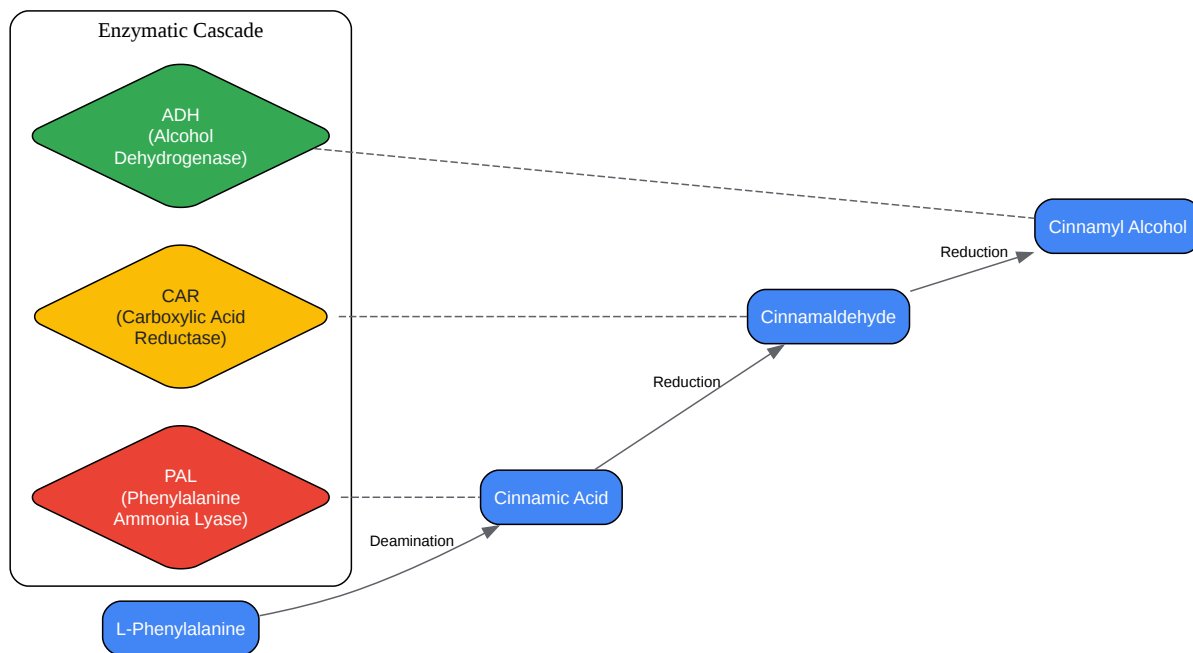 Enzymatic Cascade
ADH
(Alcohol
Dehydrogenase)
Cinnamyl Alcohol
Reduction
CAR
(Carboxylic Acid
Reductase)
Cinnamaldehyde
Reduction
PAL
(Phenylalanine
Ammonia Lyase)
Cinnamic Acid
Deamination
L-Phenylalanine